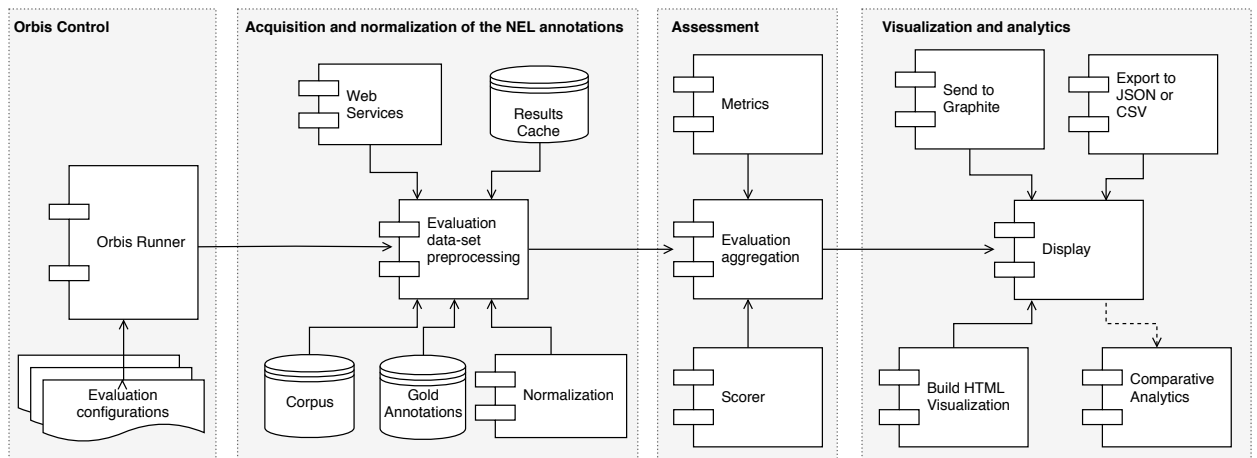 Orbis Control
Orbis Runner
Evaluation
configurations
Acquisition and normalization of the NEL annotations
Web
Services
Results
Cache
Evaluation
data-set
preprocessing
Corpus
Gold
Annotations
Normalization
Assessment
Metrics
Evaluation
aggregation
Scorer
Visualization and analytics
Send to
Graphite
Export to
JSON or
CSV
Display
Build HTML
Visualization
Comparative
Analytics